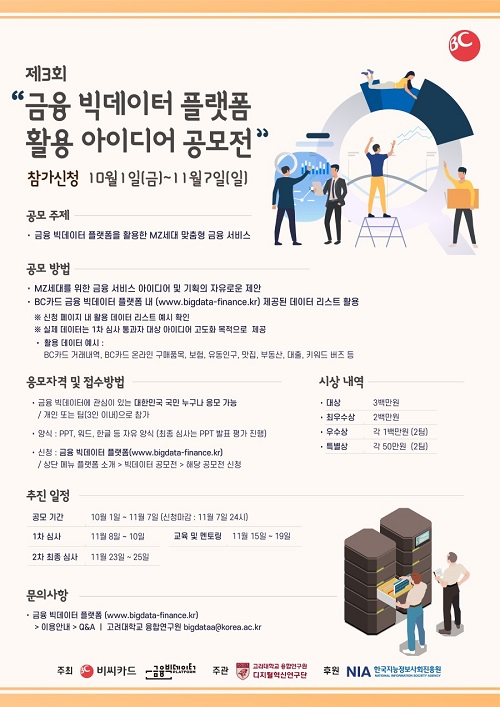 BC
제3회
“금융 빅데이터 플랫폼
활용 아이디어 공모전”
참가신청 10월1일(금)~11월7일(일)
공모 주제
· 금융 빅데이터 플랫폼을 활용한 MZ세대 맞춤형 금융 서비스
공모 방법
· MZ세대를 위한 금융 서비스 아이디어 및 기획의 자유로운 제안
· BC카드 금융 빅데이터 플랫폼 내 (www.bigdata-finance.kr) 제공된 데이터 리스트 활용
※ 신청 페이지 내 활용 데이터 리스트 예시 확인
※ 실제 데이터는 1차 심사 통과자 대상 아이디어 고도화 목적으로 제공
· 활용 데이터 예시 :
BC카드 거래내역, BC카드 온라인 구매품목, 보험, 유동인구, 맛집, 부동산, 대출, 키워드 버즈 등
응모자격 및 접수방법
· 금융 빅데이터에 관심이 있는 대한민국 국민 누구나 응모 가능
/ 개인 또는 팀(3인 이내)으로 참가
· 양식 : PPT, 워드, 한글 등 자유 양식 (최종 심사는 PPT 발표 평가 진행)
· 신청 : 금융 빅데이터 플랫폼(www.bigdata-finance.kr)
/ 상단 메뉴 플랫폼 소개 > 빅데이터 공모전 > 해당 공모전 신청
시상 내역
· 대상 3백만원
· 최우수상 2백만원
· 우수상 각 1백만원 (2팀)
· 특별상 각 50만원 (2팀)
추진 일정
공모 기간 10월 1일 ~ 11월 7일 (신청마감 : 11월 7일 24시)
1차 심사 11월 8일 ~ 10일 교육 및 멘토링 11월 15일 ~ 19일
2차 최종 심사 11월 23일 ~ 25일
문의사항
· 금융 빅데이터 플랫폼 (www.bigdata-finance.kr)
> 이용안내 > Q&A ㅣ 고려대학교 융합연구원 bigdataa@korea.ac.kr
주최 비씨카드 금융빅데이터 PLATFORM 주관 고려대학교 융합연구원 디지털혁신연구단 후원 NIA 한국지능정보사회진흥원
NATIONAL INFORMATION SOCIETY AGENCY